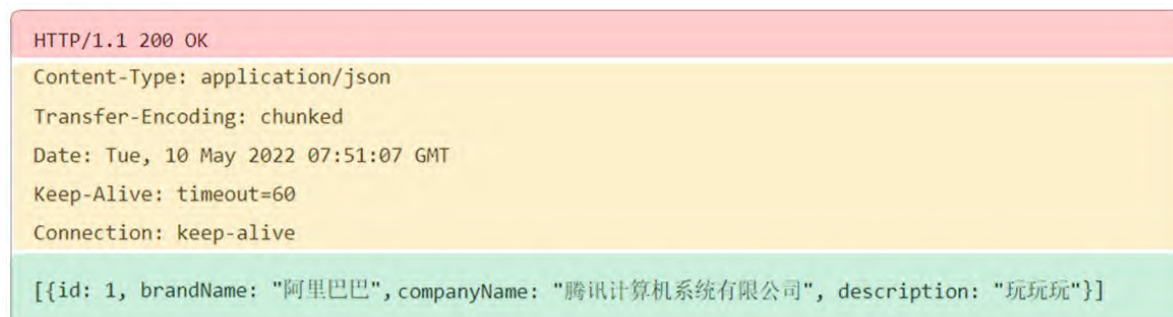 HTTP/1.1 200 OK
Content-Type: application/json
Transfer-Encoding: chunked
Date: Tue, 10 May 2022 07:51:07 GMT
Keep-Alive: timeout=60
Connection: keep-alive
[{id: 1, brandName: "阿里巴巴",companyName: "腾讯计算机系统有限公司", description: "玩玩玩"}]